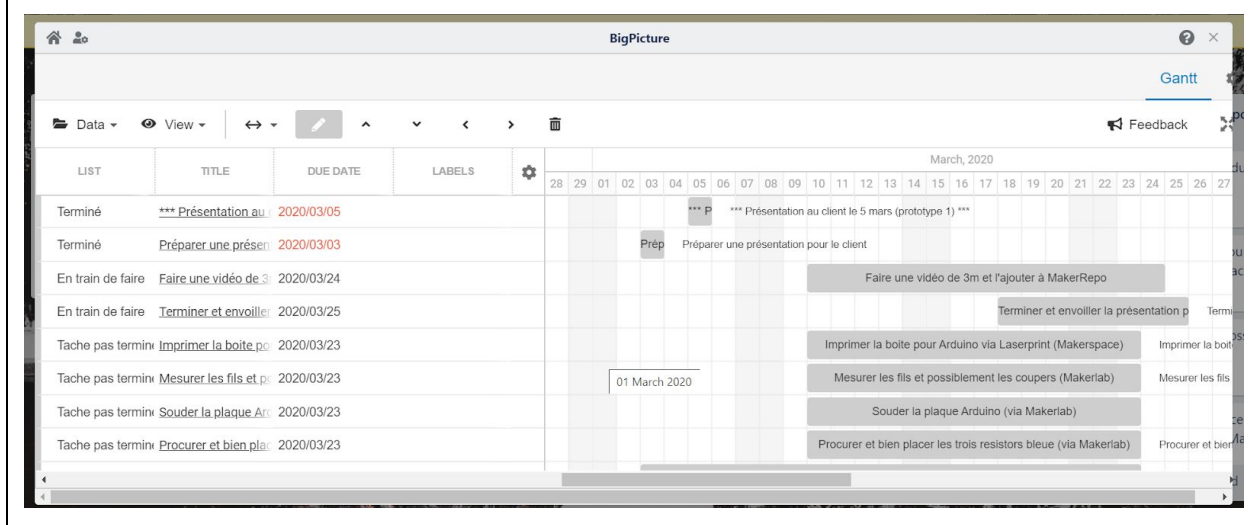 BigPicture
Gantt
Data View Feedback
LIST TITLE DUE DATE LABELS March, 2020
28 29 01 02 03 04 05 06 07 08 09 10 11 12 13 14 15 16 17 18 19 20 21 22 23 24 25 26 27
Terminé *** Présentation au 2020/03/05 *** P *** Présentation au client le 5 mars (prototype 1) ***
Terminé Préparer une présen 2020/03/03 Prép Préparer une présentation pour le client
En train de faire Faire une vidéo de 3 2020/03/24 Faire une vidéo de 3m et l'ajouter à MakerRepo
En train de faire Terminer et envoiller 2020/03/25 Terminer et envoiller la présentation p Termi
Tache pas termine Imprimer la boite po 2020/03/23 Imprimer la boite pour Arduino via Laserprint (Makerspace) Imprimer la boit
Tache pas termine Mesurer les fils et po 2020/03/23 01 March 2020 Mesurer les fils et possiblement les coupers (Makerlab) Mesurer les fils
Tache pas termine Souder la plaque Ard 2020/03/23 Souder la plaque Arduino (via Makerlab)
Tache pas termine Procurer et bien plac 2020/03/23 Procurer et bien placer les trois resistors bleue (via Makerlab) Procurer et bien